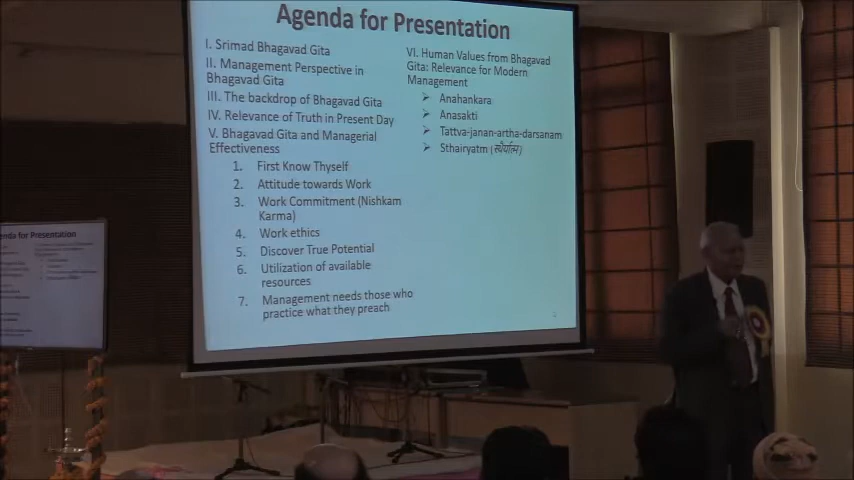 Agenda for Presentation
I. Srimad Bhagavad Gita
II. Management Perspective in
Bhagavad Gita
III. The backdrop of Bhagavad Gita
IV. Relevance of Truth in Present Day
V. Bhagavad Gita and Managerial
Effectiveness
1. First Know Thyself
2. Attitude towards Work
3. Work Commitment (Nishkam
Karma)
4. Work ethics
5. Discover True Potential
6. Utilization of available
resources
7. Management needs those who
practice what they preach
VI. Human Values from Bhagavad
Gita: Relevance for Modern
Management
Anahankara
Anasakti
Tattva-janan-artha-darsanam
Sthairyatm
genda for Presentation